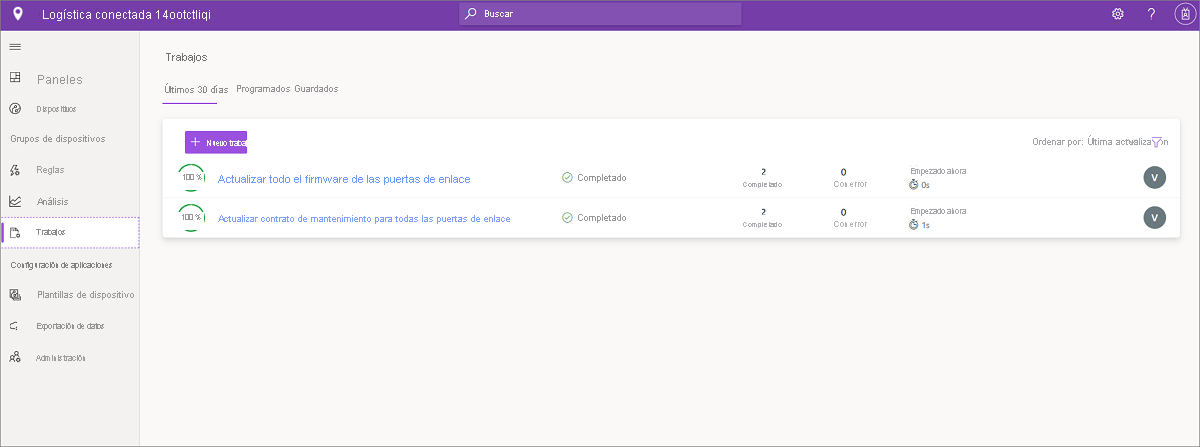 Logística conectada 14ootctliqi
Buscar
Paneles
Dispositivos
Grupos de dispositivos
Reglas
Análisis
Trabajos
Configuración de aplicaciones
Plantillas de dispositivo
Exportación de datos
Administración
Trabajos
Últimos 30 días Programados Guardados
+ Nuevo traba
Ordenar por: Última actualización
100 % Actualizar todo el firmware de las puertas de enlace Completado 2 Completado 0 Con error Empezado ahora 0s V
100 % Actualizar contrato de mantenimiento para todas las puertas de enlace Completado 2 Completado 0 Con error Empezado ahora 1s V